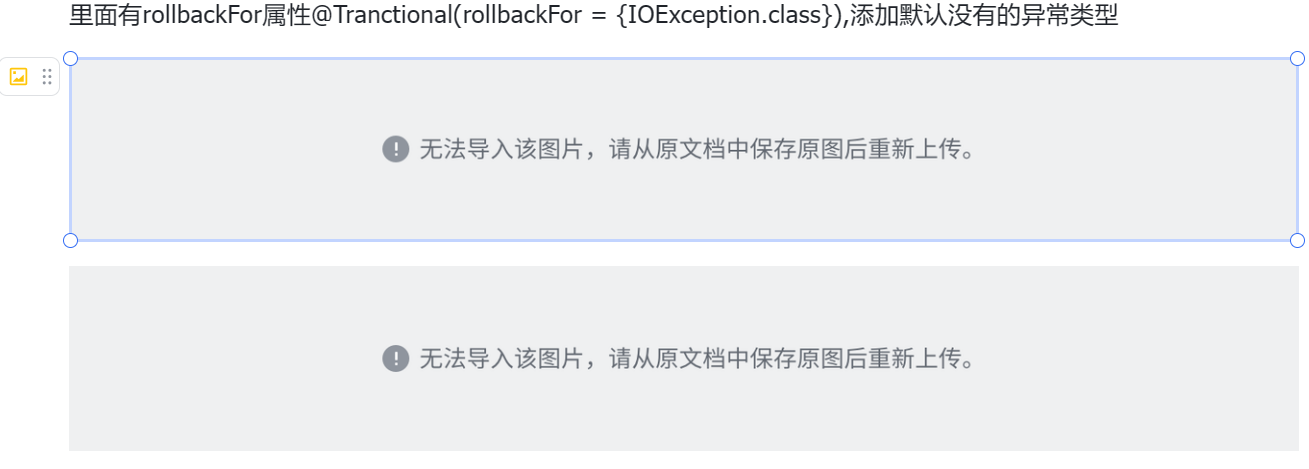 里面有rollbackFor属性@Tranctional(rollbackFor = {IOException.class}),添加默认没有的异常类型
无法导入该图片，请从原文档中保存原图后重新上传。
无法导入该图片，请从原文档中保存原图后重新上传。